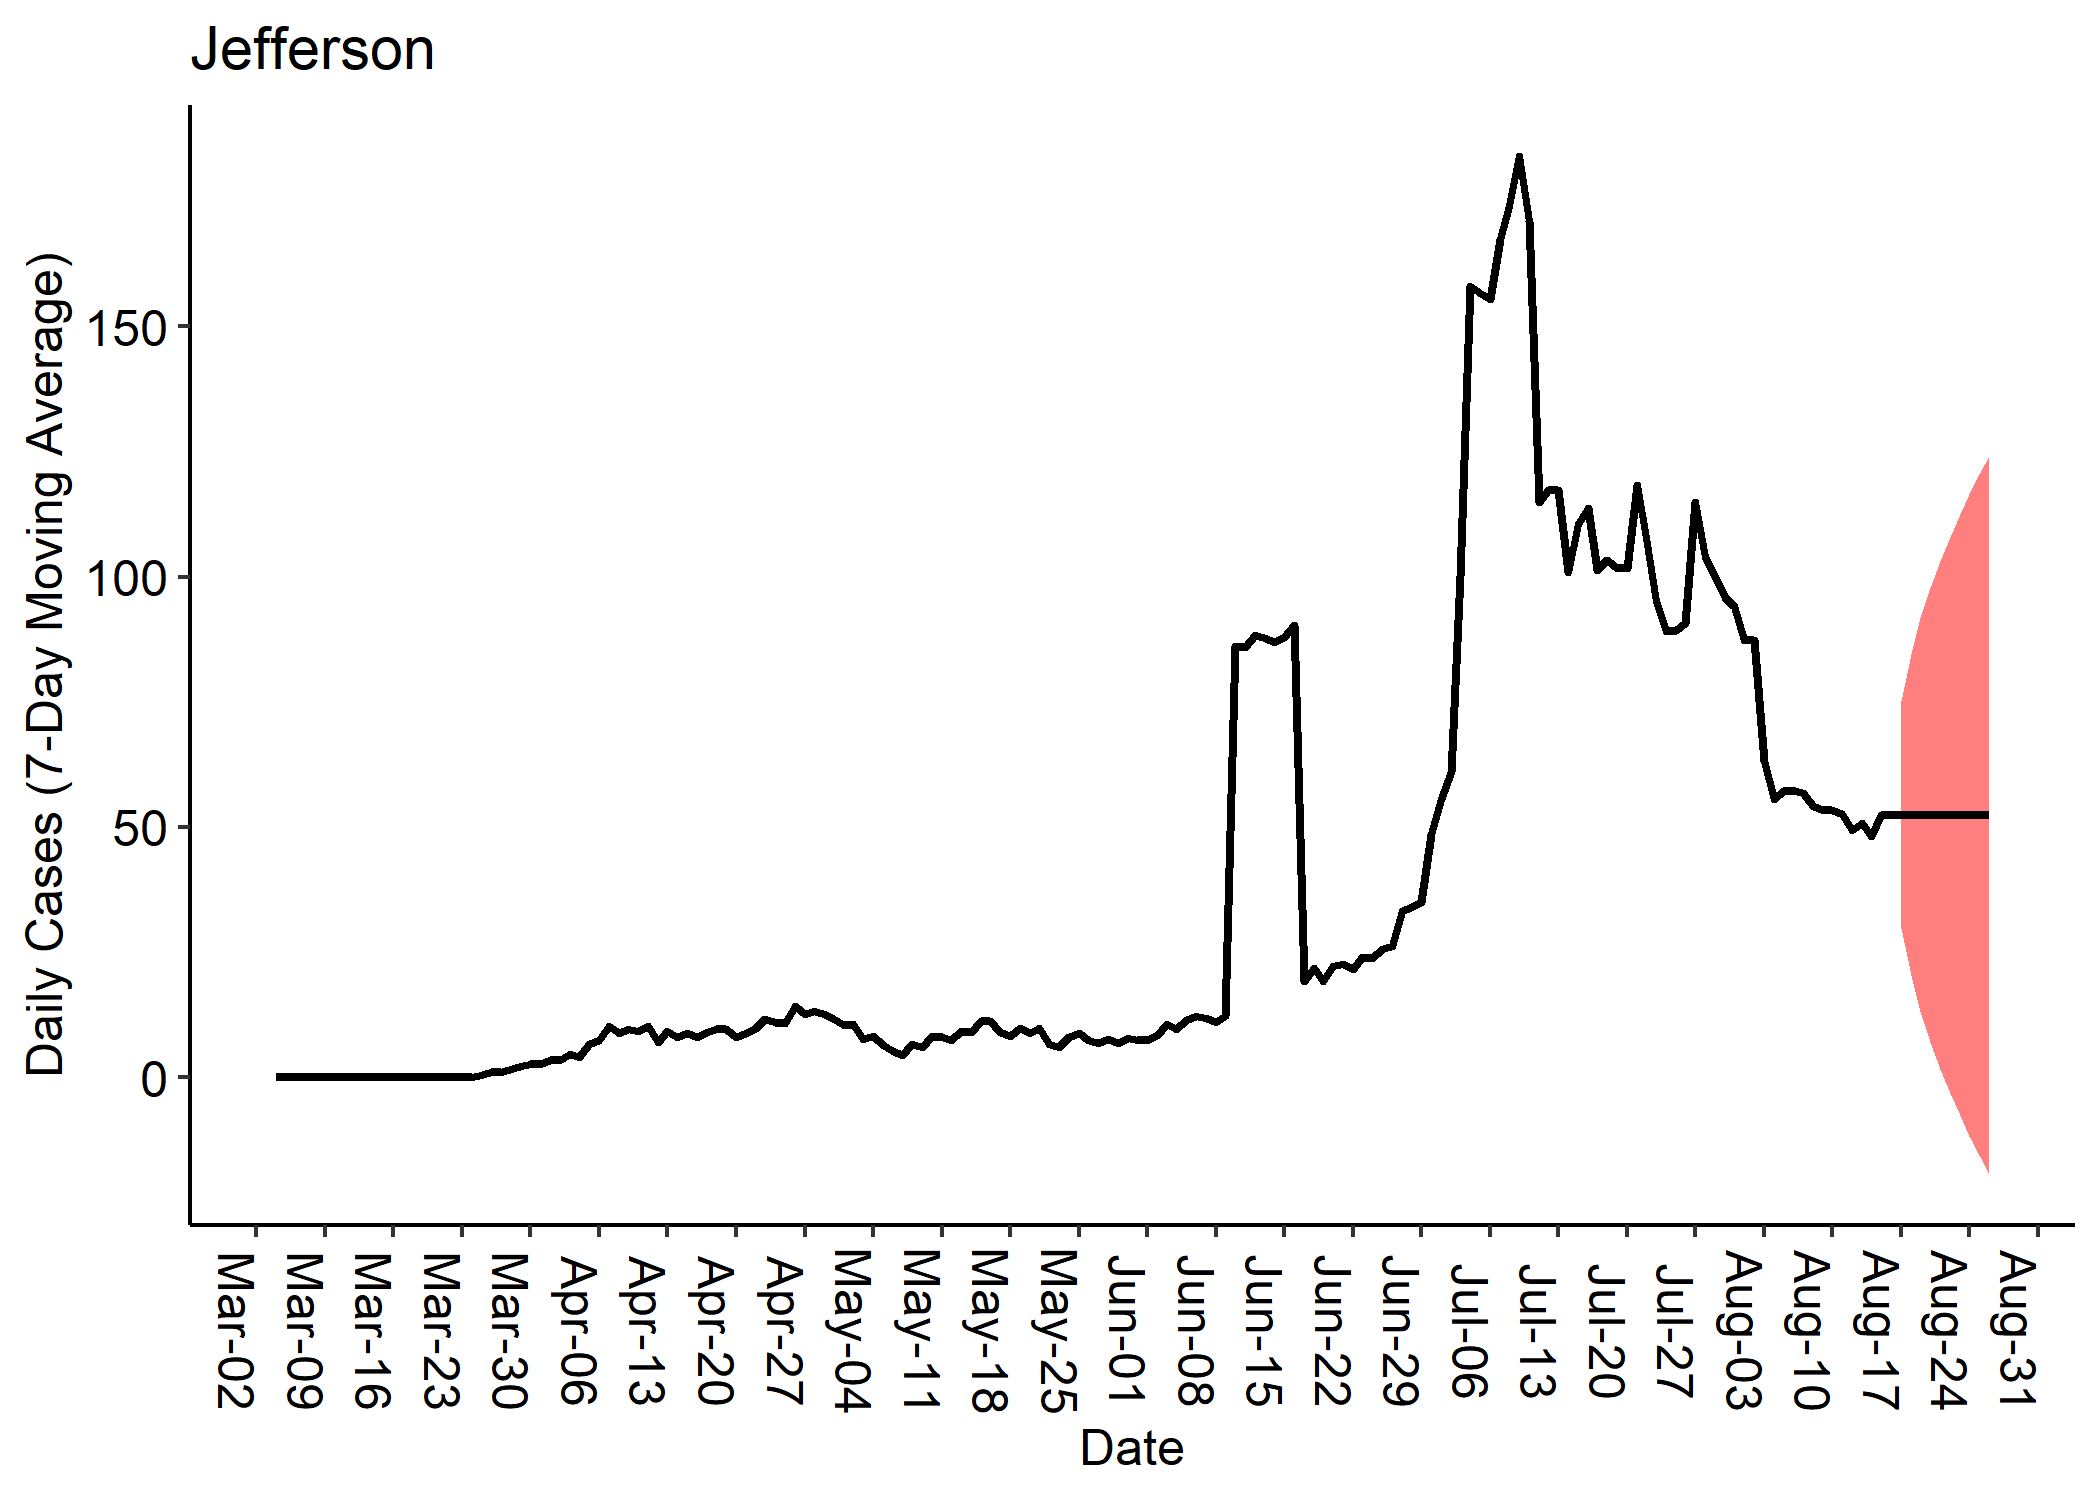 Jefferson
Daily Cases (7-Day Moving Average)
150
100
50
0
Mar-02
Mar-09
Mar-16
Mar-23
Mar-30
Apr-06
Apr-13
Apr-20
Apr-27
May-04
May-11
May-18
May-25
Jun-01
Jun-08
Jun-15
Jun-22
Jun-29
Jul-06
Jul-13
Jul-20
Jul-27
Aug-03
Aug-10
Aug-17
Aug-24
Aug-31
Date